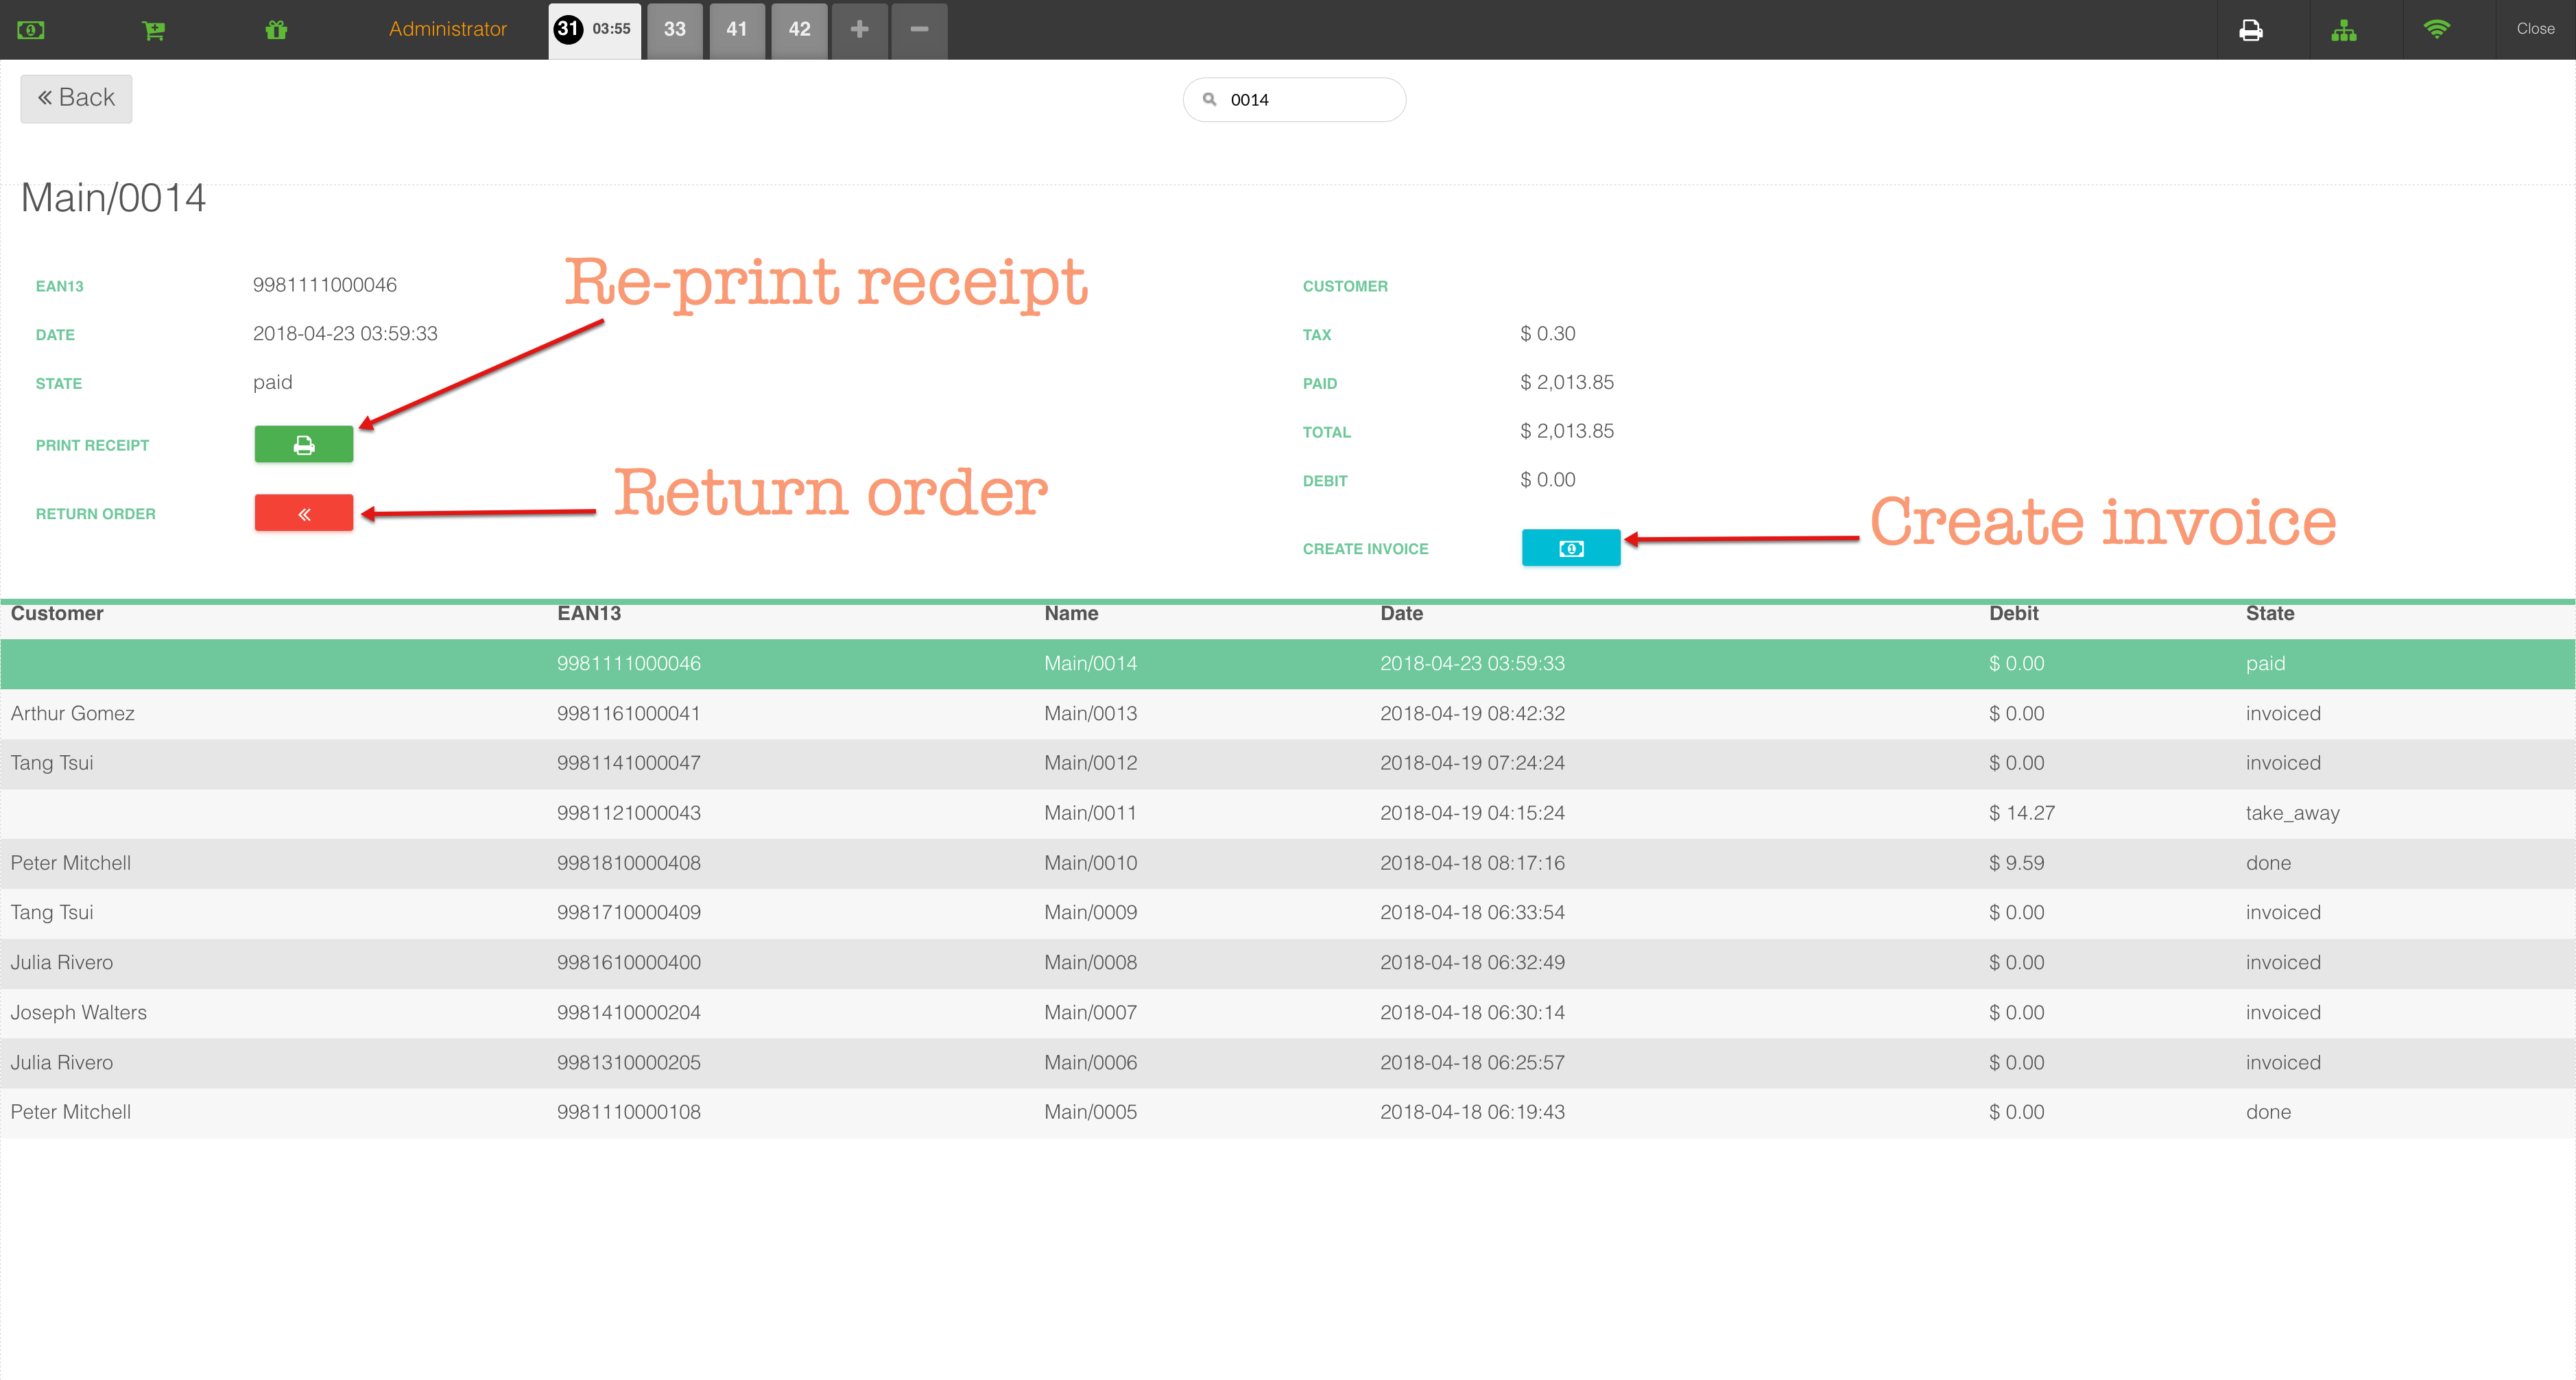 Administrator 31 03:55 33 41 42 + − Close
Back
0014
Main/0014
Re-print receipt
EAN13 9981111000046
DATE 2018-04-23 03:59:33
STATE paid
PRINT RECEIPT
Return order
RETURN ORDER
CUSTOMER
TAX $ 0.30
PAID $ 2,013.85
TOTAL $ 2,013.85
DEBIT $ 0.00
Create invoice
CREATE INVOICE
Customer EAN13 Name Date Debit State
9981111000046 Main/0014 2018-04-23 03:59:33 $ 0.00 paid
Arthur Gomez 9981161000041 Main/0013 2018-04-19 08:42:32 $ 0.00 invoiced
Tang Tsui 9981141000047 Main/0012 2018-04-19 07:24:24 $ 0.00 invoiced
9981121000043 Main/0011 2018-04-19 04:15:24 $ 14.27 take_away
Peter Mitchell 9981810000408 Main/0010 2018-04-18 08:17:16 $ 9.59 done
Tang Tsui 9981710000409 Main/0009 2018-04-18 06:33:54 $ 0.00 invoiced
Julia Rivero 9981610000400 Main/0008 2018-04-18 06:32:49 $ 0.00 invoiced
Joseph Walters 9981410000204 Main/0007 2018-04-18 06:30:14 $ 0.00 invoiced
Julia Rivero 9981310000205 Main/0006 2018-04-18 06:25:57 $ 0.00 invoiced
Peter Mitchell 9981110000108 Main/0005 2018-04-18 06:19:43 $ 0.00 done